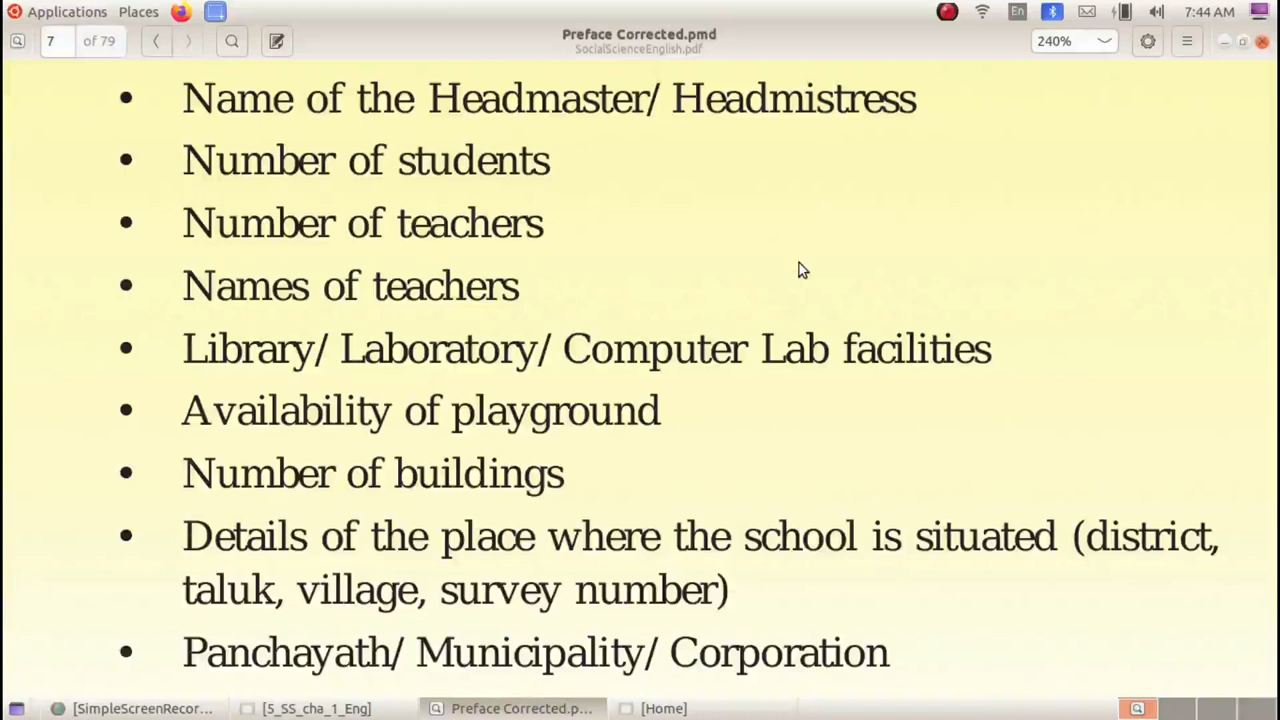 Applications Places En 7:44 AM
7 of 79 Preface Corrected.pmd 240%
SocialScienceEnglish.pdf
• Name of the Headmaster/ Headmistress
• Number of students
• Number of teachers
• Names of teachers
• Library/ Laboratory/ Computer Lab facilities
• Availability of playground
• Number of buildings
• Details of the place where the school is situated (district,
taluk, village, survey number)
• Panchayath/ Municipality/ Corporation
[SimpleScreenRecor... [5_SS_cha_1_Eng] Preface Corrected.p... [Home]